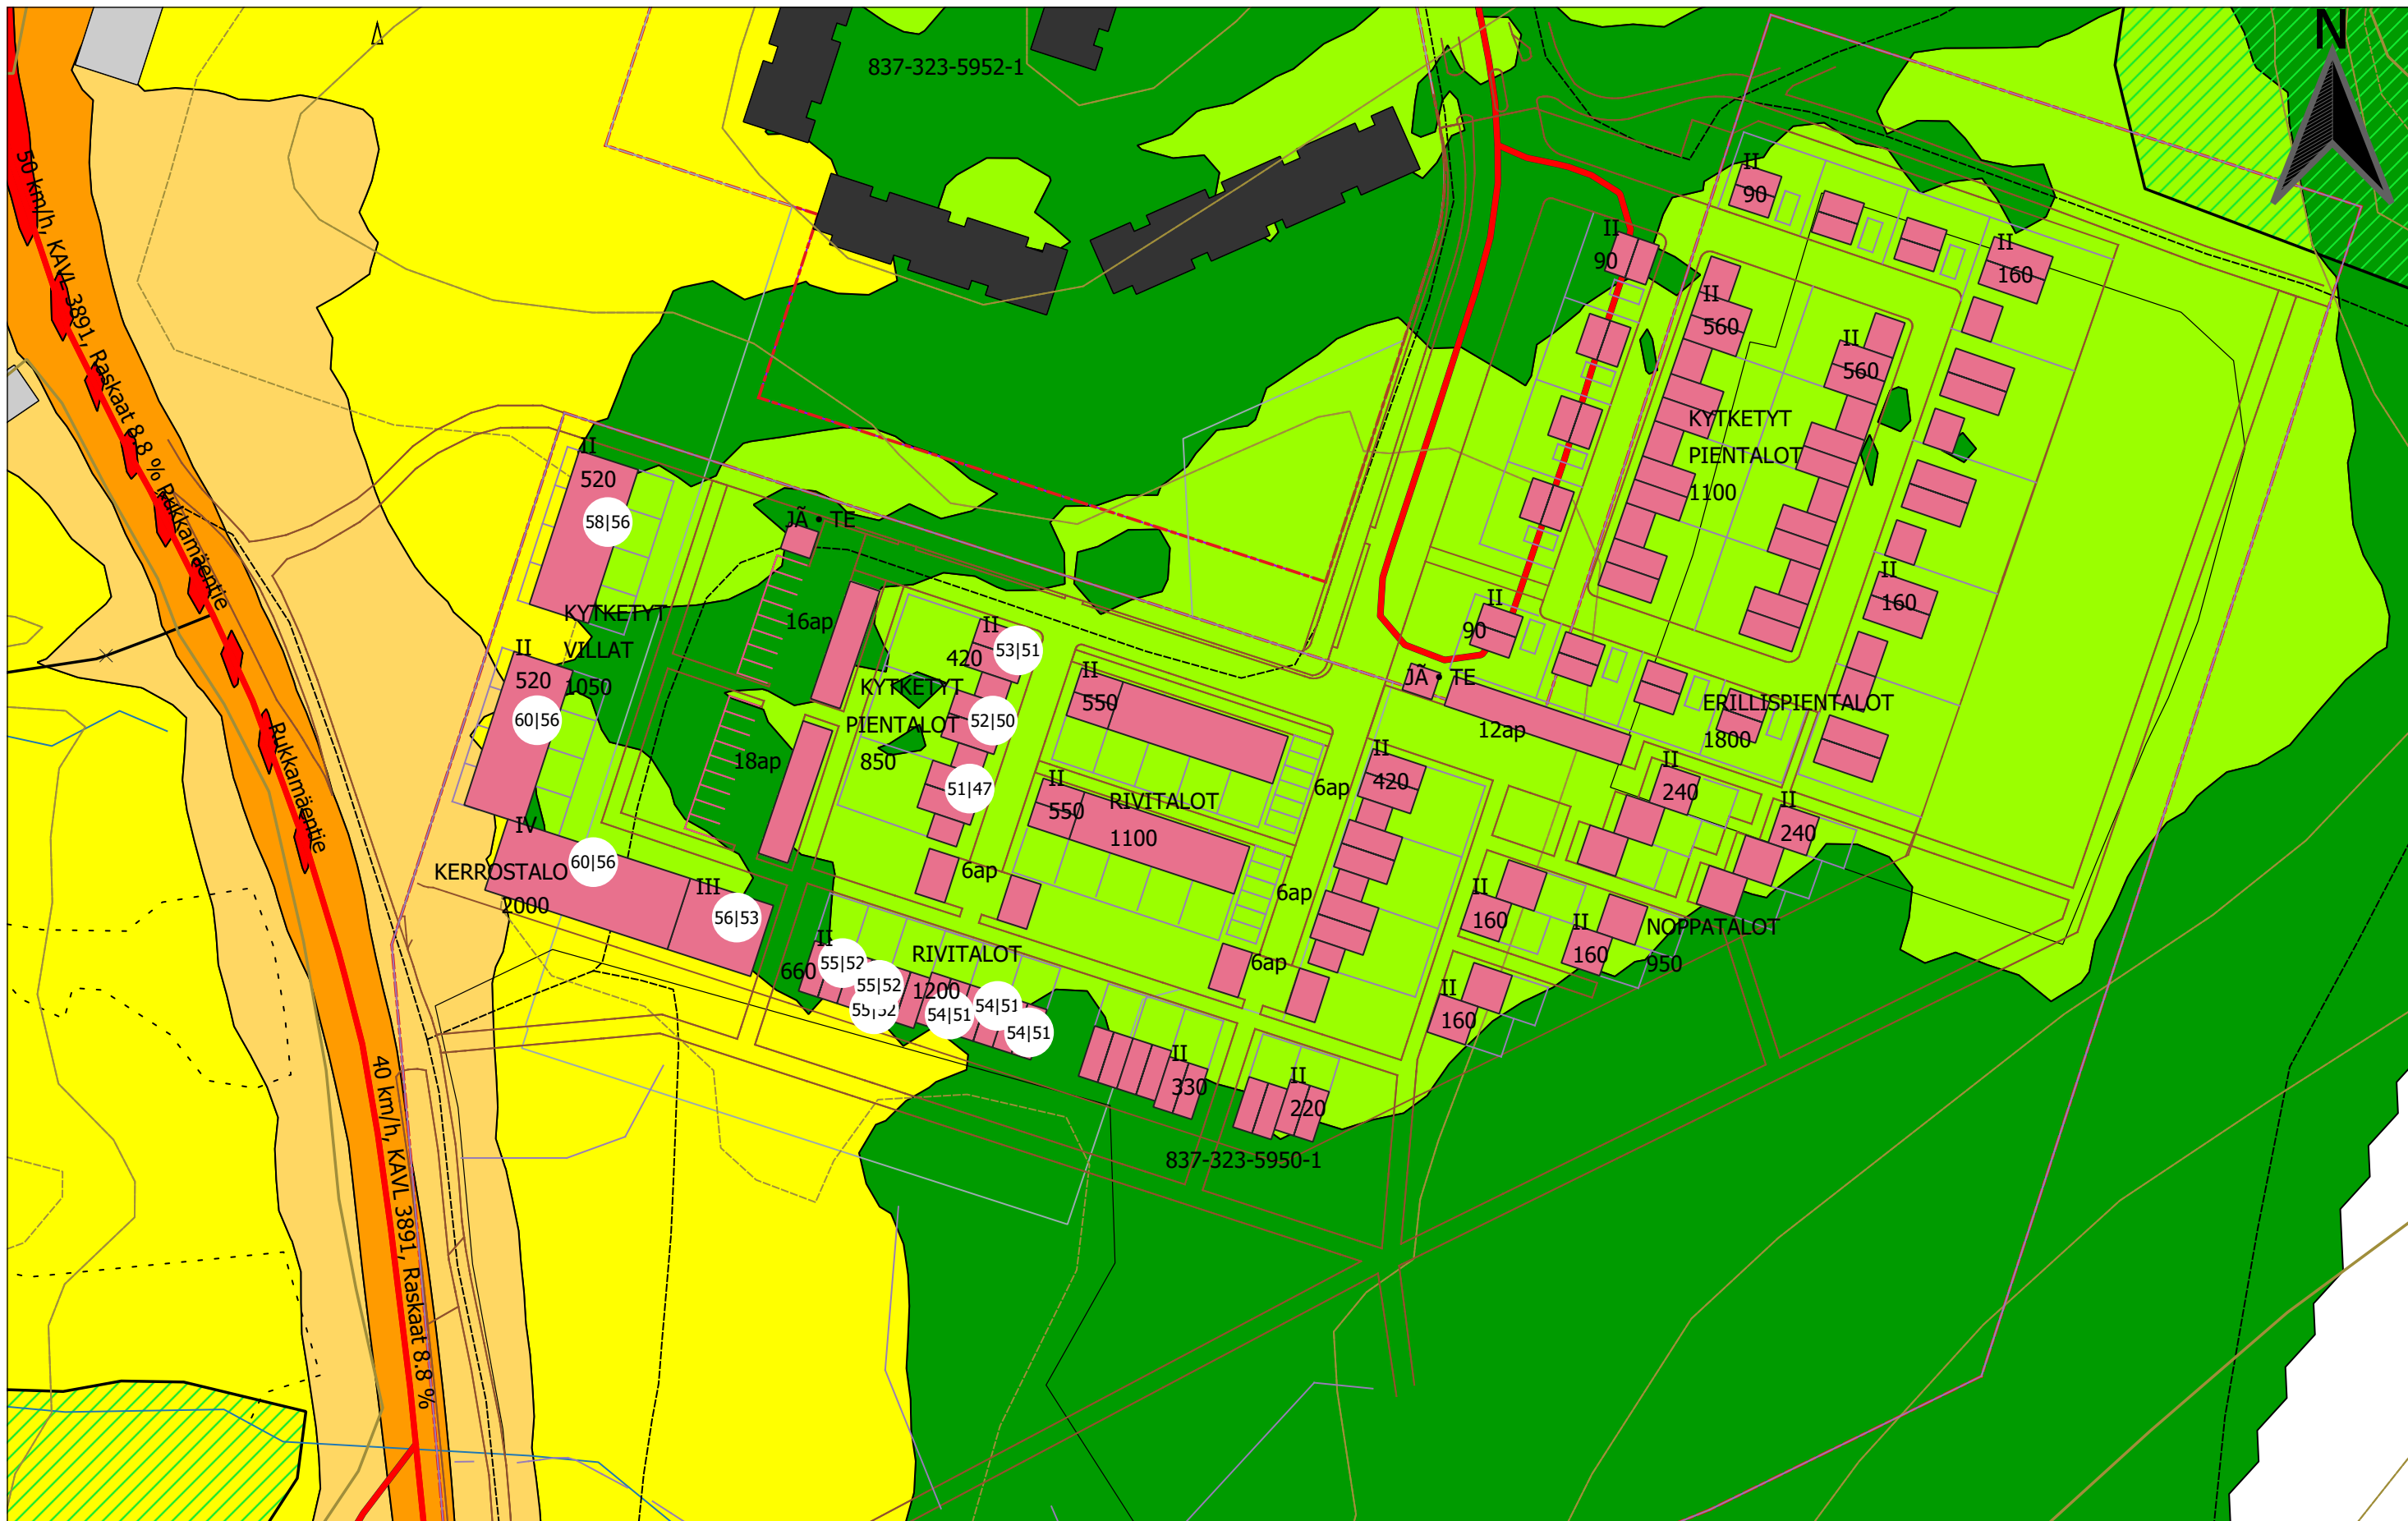 N
837-323-5952-1
50 km/h, KAVL 3891, Raskaat 8.8 % Rukkamäentie
Rukkamäentie
40 km/h, KAVL 3891, Raskaat 8.8 %
II
90
II
90
II
160
II
560
II
560
KYTKETYT
PIENTALOT
1100
II
520
58|56
JÃ • TE
KYTKETYT
VILLAT
1050
16ap
II
420
53|51
II
90
II
160
II
520
60|56
KYTKETYT
PIENTALOT
850
52|50
II
550
JÃ • TE
12ap
ERILLISPIENTALOT
1800
18ap
51|47
II
550
RIVITALOT
1100
6ap
II
420
II
240
II
240
IV
KERROSTALO
2000
60|56
III
56|53
6ap
6ap
II
160
II
160
NOPPATALOT
950
II
660
55|52
55|52
55|52
RIVITALOT
1200
54|51
54|51
54|51
6ap
II
160
II
330
II
220
837-323-5950-1